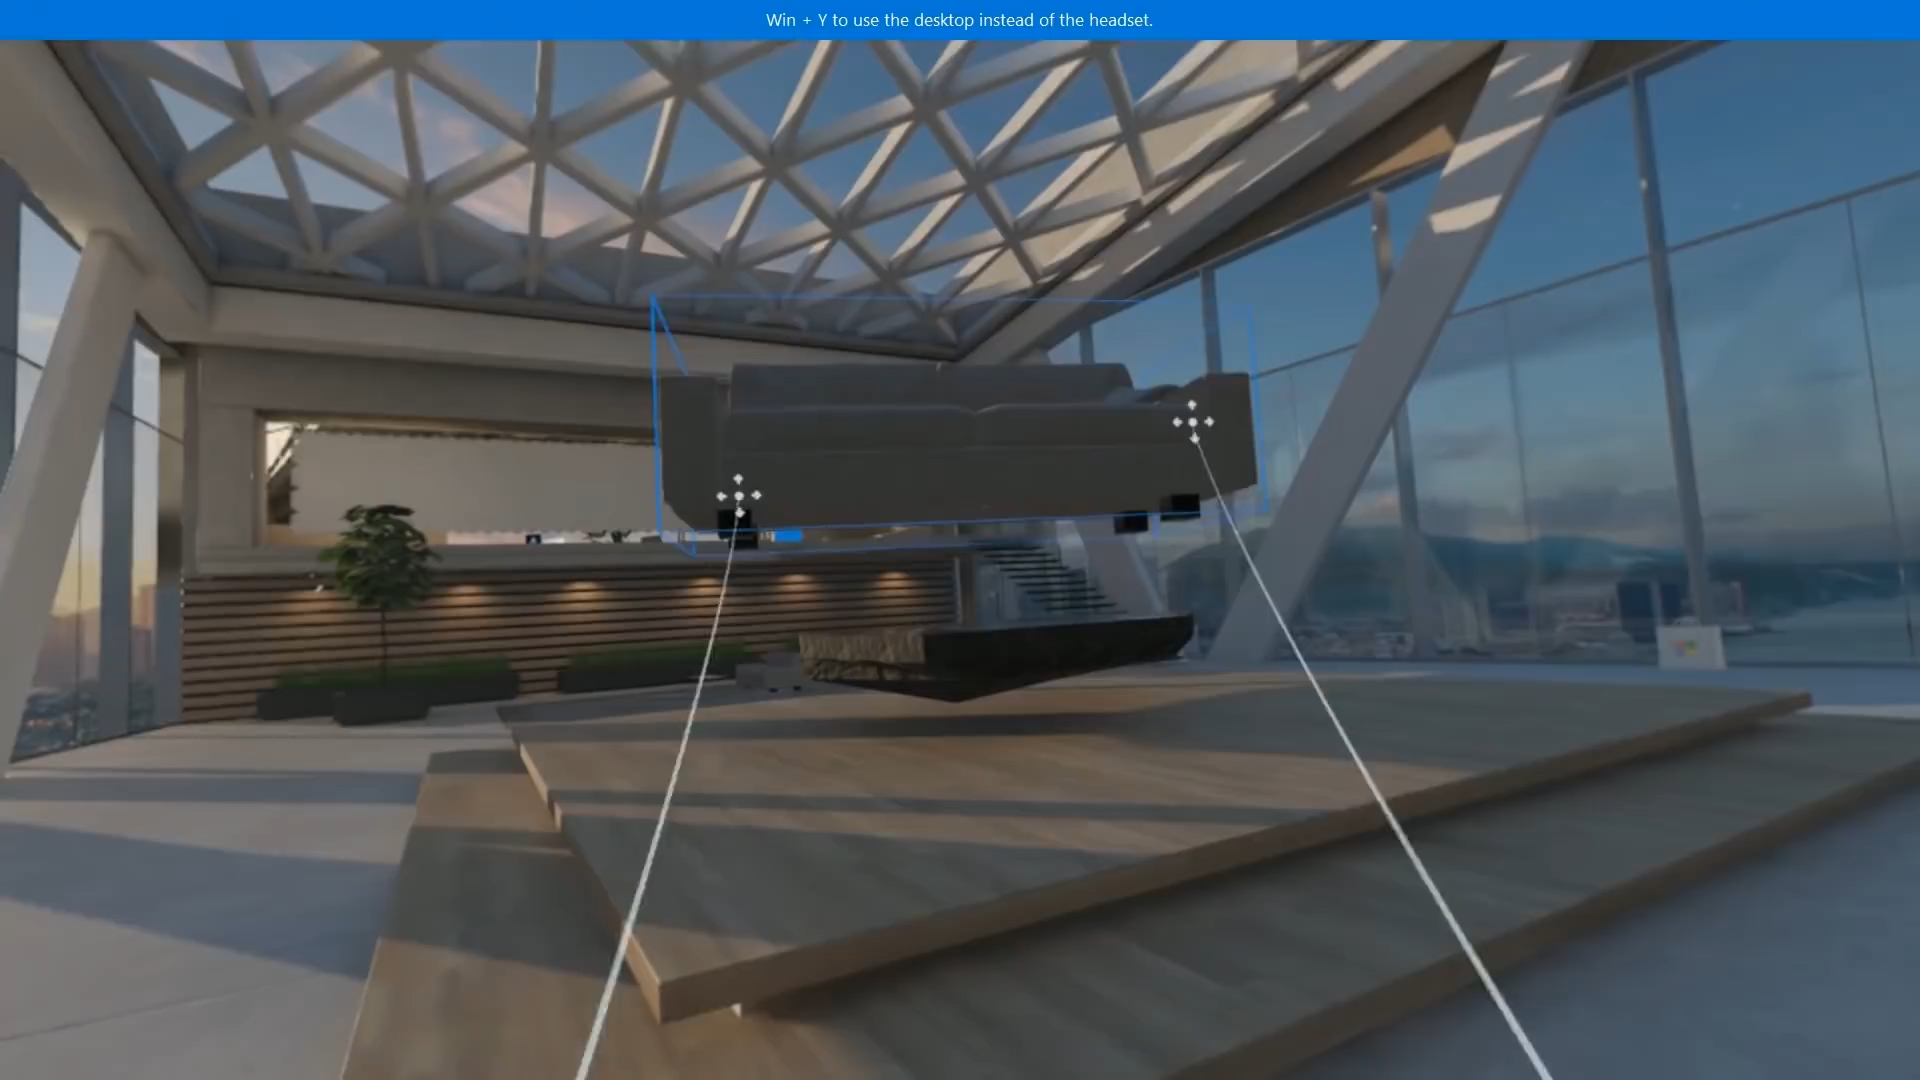 Win + Y to use the desktop instead of the headset.